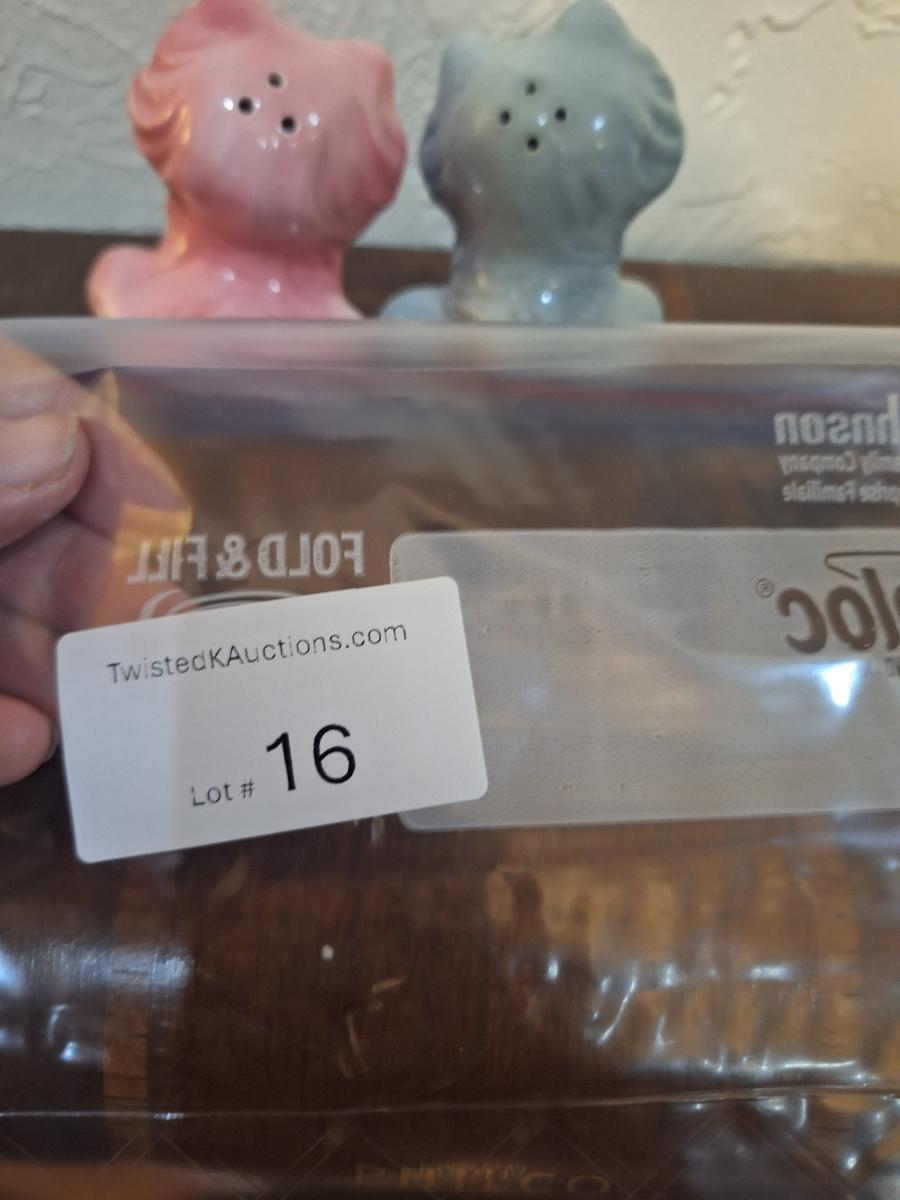 hnson
mily Company
prise Familiale
FOLD & FILL
loc®
TwistedKAuctions.com
Lot # 16